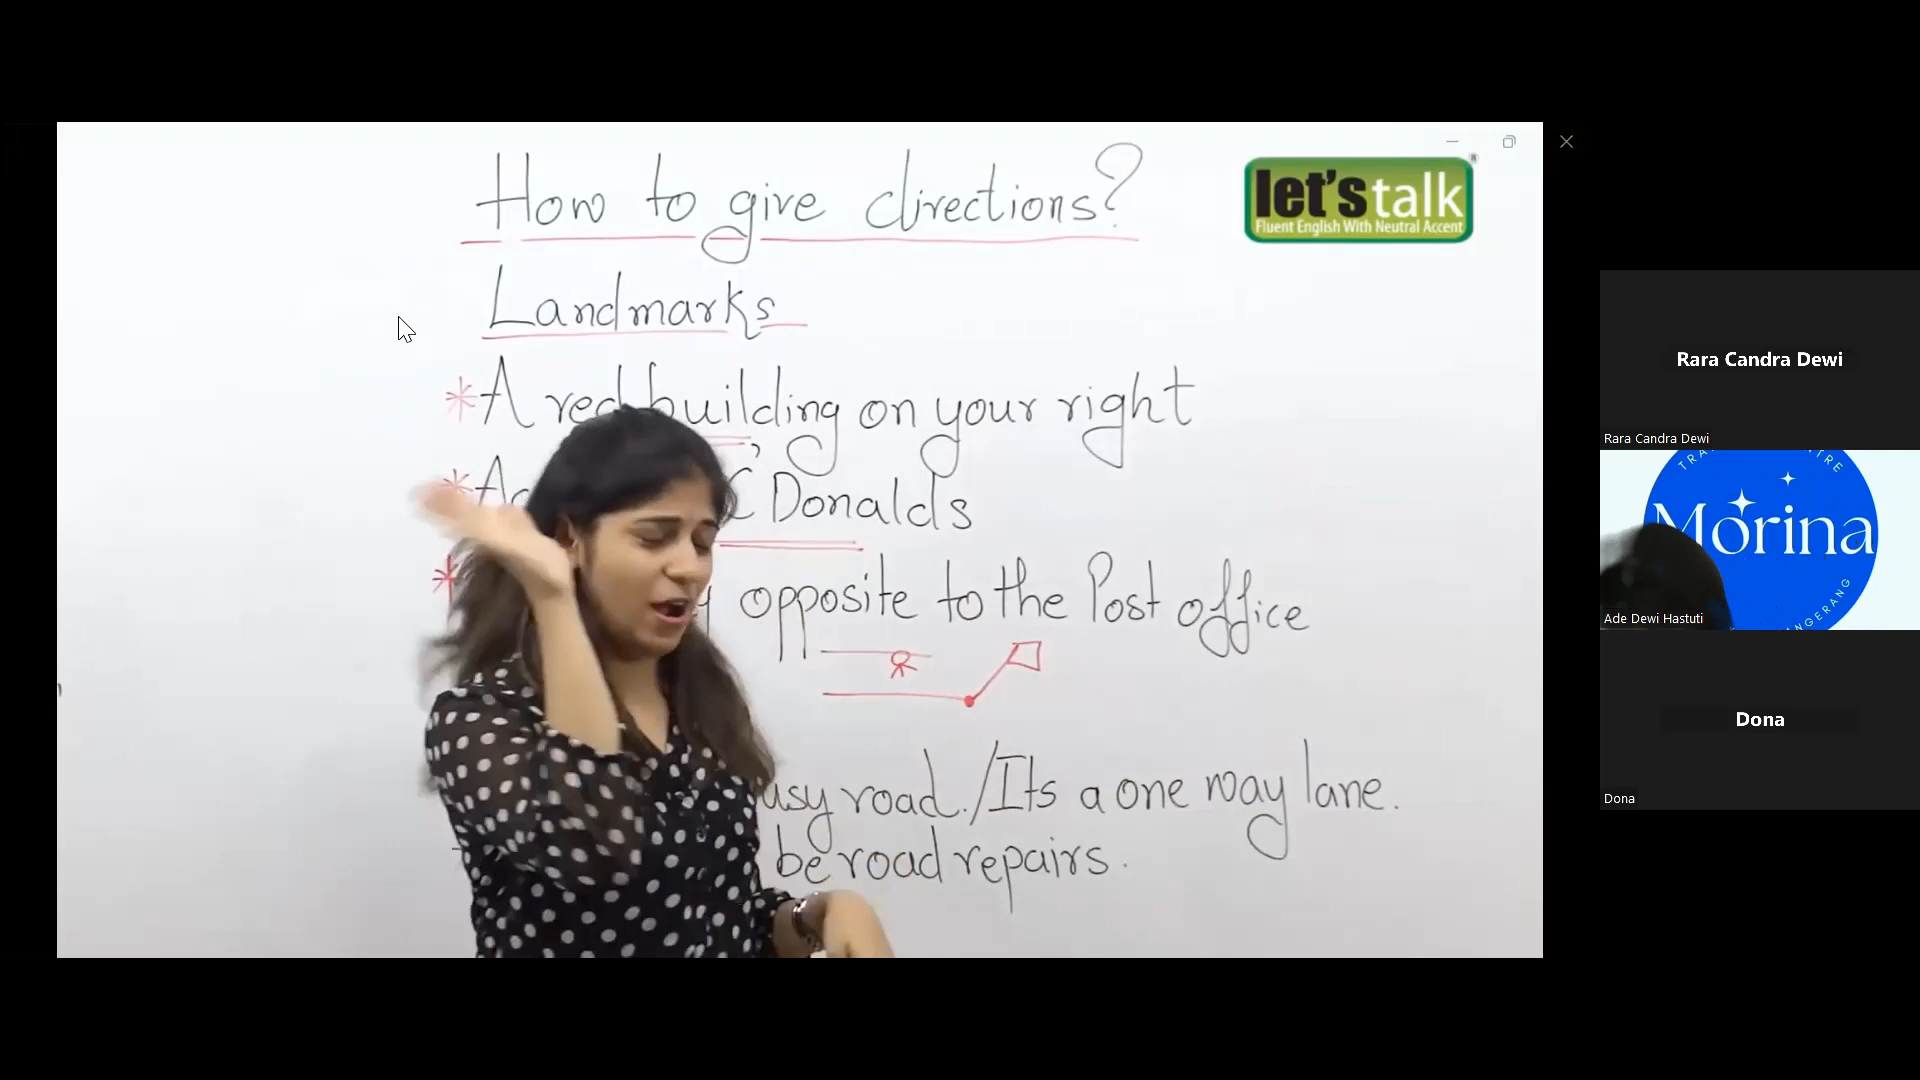 How to give directions?
let's talk
Fluent English With Neutral Accent
Landmarks
*A red building on your right
Donalds
opposite to the Post office
road./Its a one way lane.
be road repairs.
Rara Candra Dewi
Rara Candra Dewi
Morina
Ade Dewi Hastuti
Dona
Dona